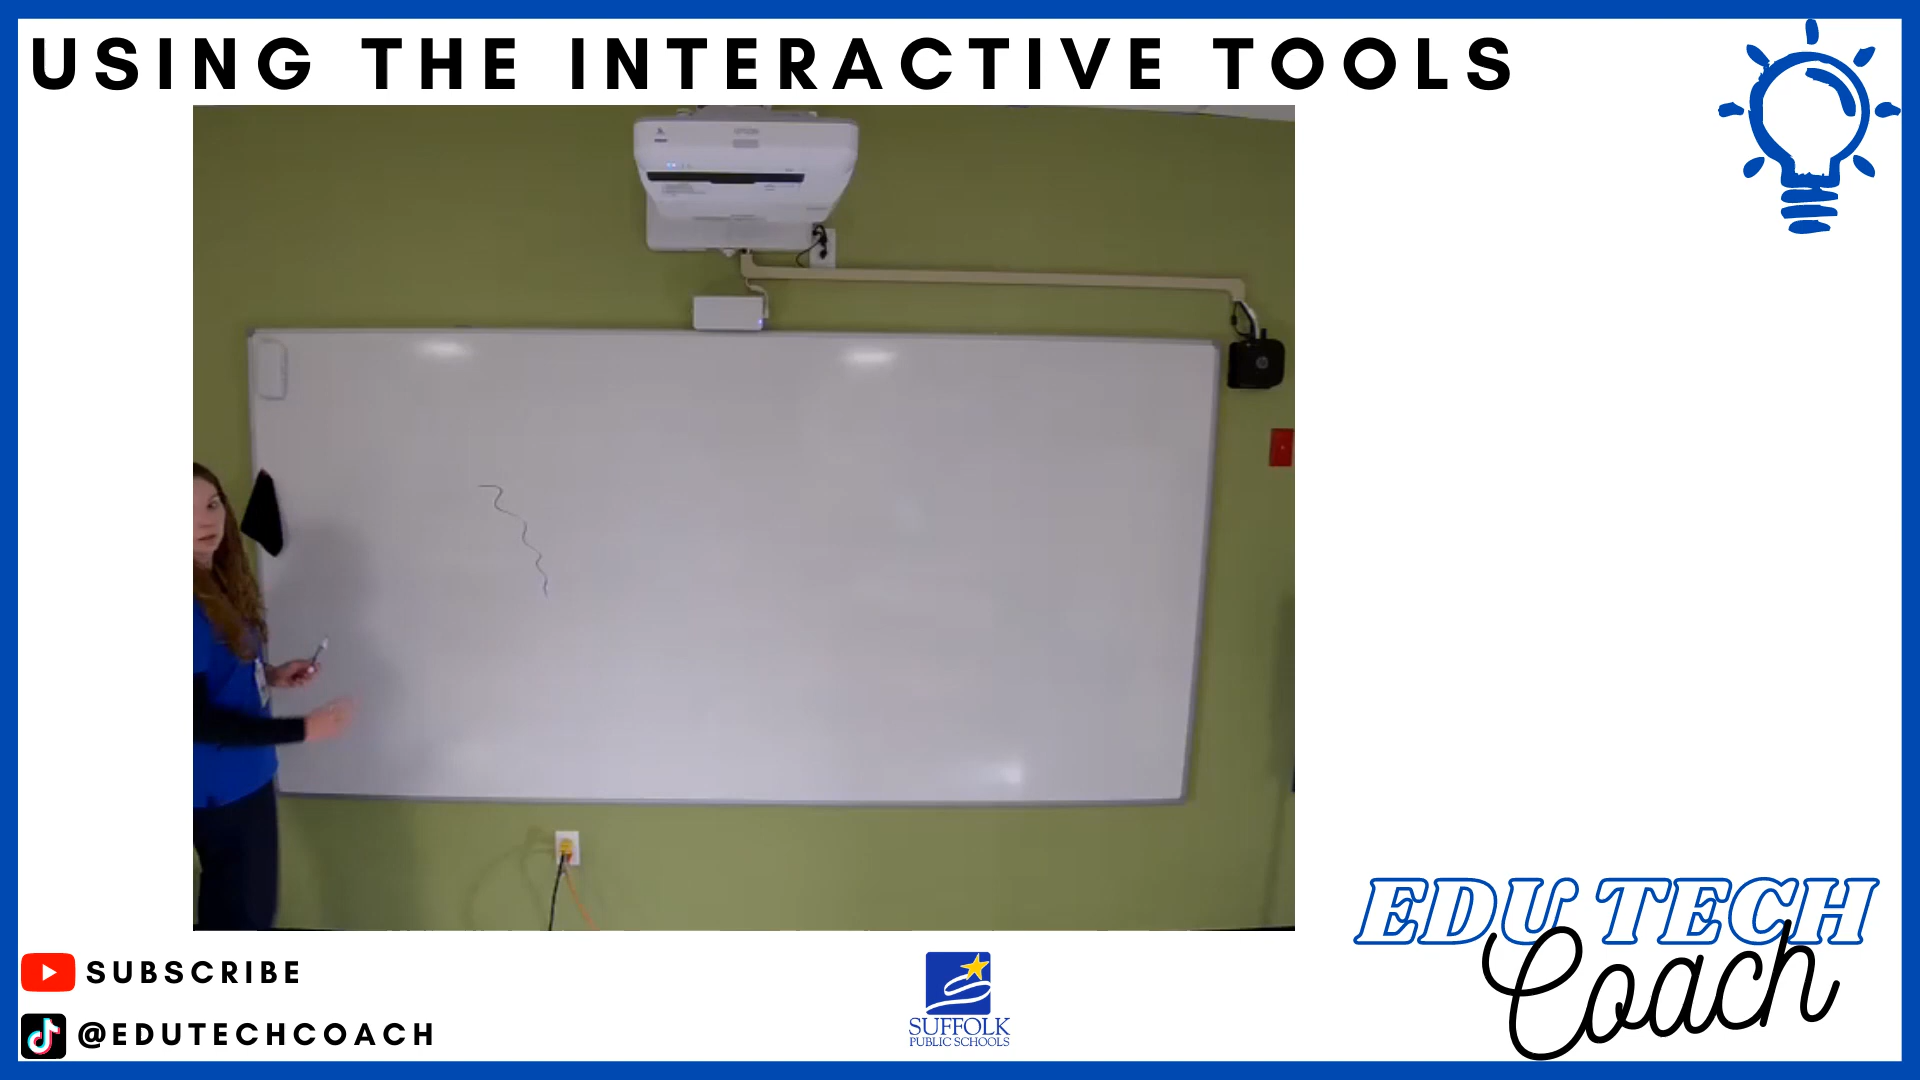 USING THE INTERACTIVE TOOLS
EDU TECH
Coach
SUBSCRIBE
@EDUTECHCOACH
SUFFOLK
PUBLIC SCHOOLS